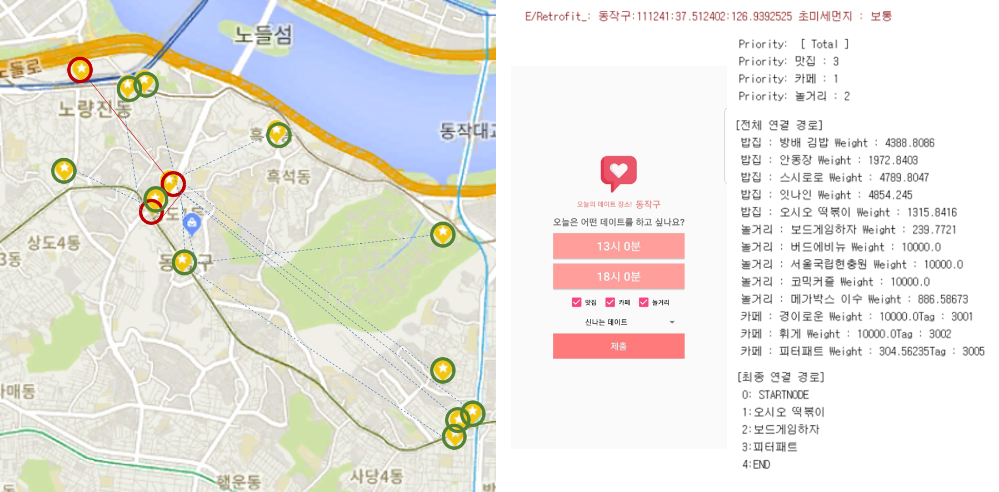 노들섬
노들로
노량진동
동작대교
흑석동
상도4동
3동
사당4동
E/Retrofit_: 동작구:111241:37.512402:126.9392525 초미세먼지 : 보통
오늘의 데이트 장소! 동작구
오늘은 어떤 데이트를 하고 싶나요?
13시 0분
18시 0분
맛집 카페 놀거리
신나는 데이트
제출
Priority: [ Total ]
Priority: 맛집 : 3
Priority: 카페 : 1
Priority: 놀거리 : 2
[전체 연결 경로]
밥집 : 방배 김밥 Weight : 4388.8086
밥집 : 안동장 Weight : 1972.8403
밥집 : 스시로로 Weight : 4789.8047
밥집 : 잇나인 Weight : 4854.245
밥집 : 오시오 떡볶이 Weight : 1315.8416
놀거리 : 보드게임하자 Weight : 239.7721
놀거리 : 버드에비뉴 Weight : 10000.0
놀거리 : 서울국립현충원 Weight : 10000.0
놀거리 : 코믹커즐 Weight : 10000.0
놀거리 : 메가박스 이수 Weight : 886.58673
카페 : 경이로운 Weight : 10000.0Tag : 3001
카페 : 휘게 Weight : 10000.0Tag : 3002
카페 : 피터패트 Weight : 304.56235Tag : 3005
[최종 연결 경로]
0: STARTNODE
1:오시오 떡볶이
2:보드게임하자
3:피터패트
4:END